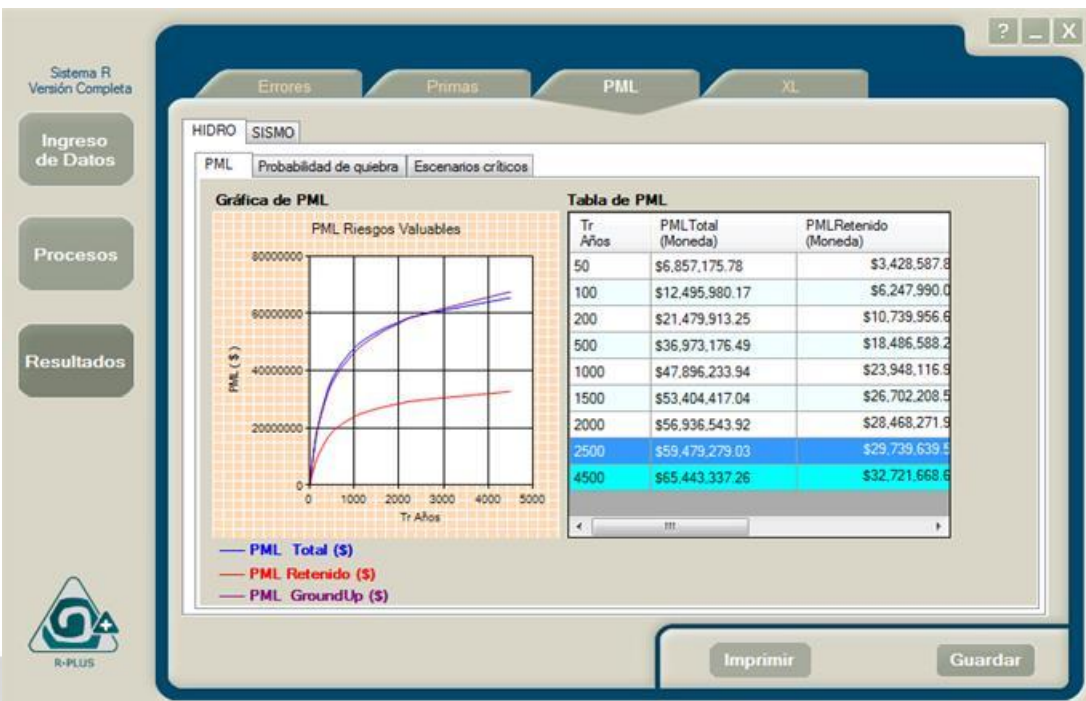 ? _ X
Sistema R
Versión Completa
Errores Primas PML XL
Ingreso
de Datos
Procesos
Resultados
HIDRO SISMO
PML Probabilidad de quiebra Escenarios críticos
Gráfica de PML
PML Riesgos Valuables
80000000
60000000
40000000
20000000
0
PML ($)
0 1000 2000 3000 4000 5000
Tr Años
PML Total ($)
PML Retenido ($)
PML GroundUp ($)
Tabla de PML
Tr
Años
PMLTotal
(Moneda)
PMLRetenido
(Moneda)
50 $6,857,175.78 $3,428,587.8
100 $12,495,980.17 $6,247,990.0
200 $21,479,913.25 $10,739,956.6
500 $36,973,176.49 $18,486,588.2
1000 $47,896,233.94 $23,948,116.9
1500 $53,404,417.04 $26,702,208.5
2000 $56,936,543.92 $28,468,271.9
2500 $59,479,279.03 $29,739,639.5
4500 $65,443,337.26 $32,721,668.6
R-PLUS
Imprimir Guardar